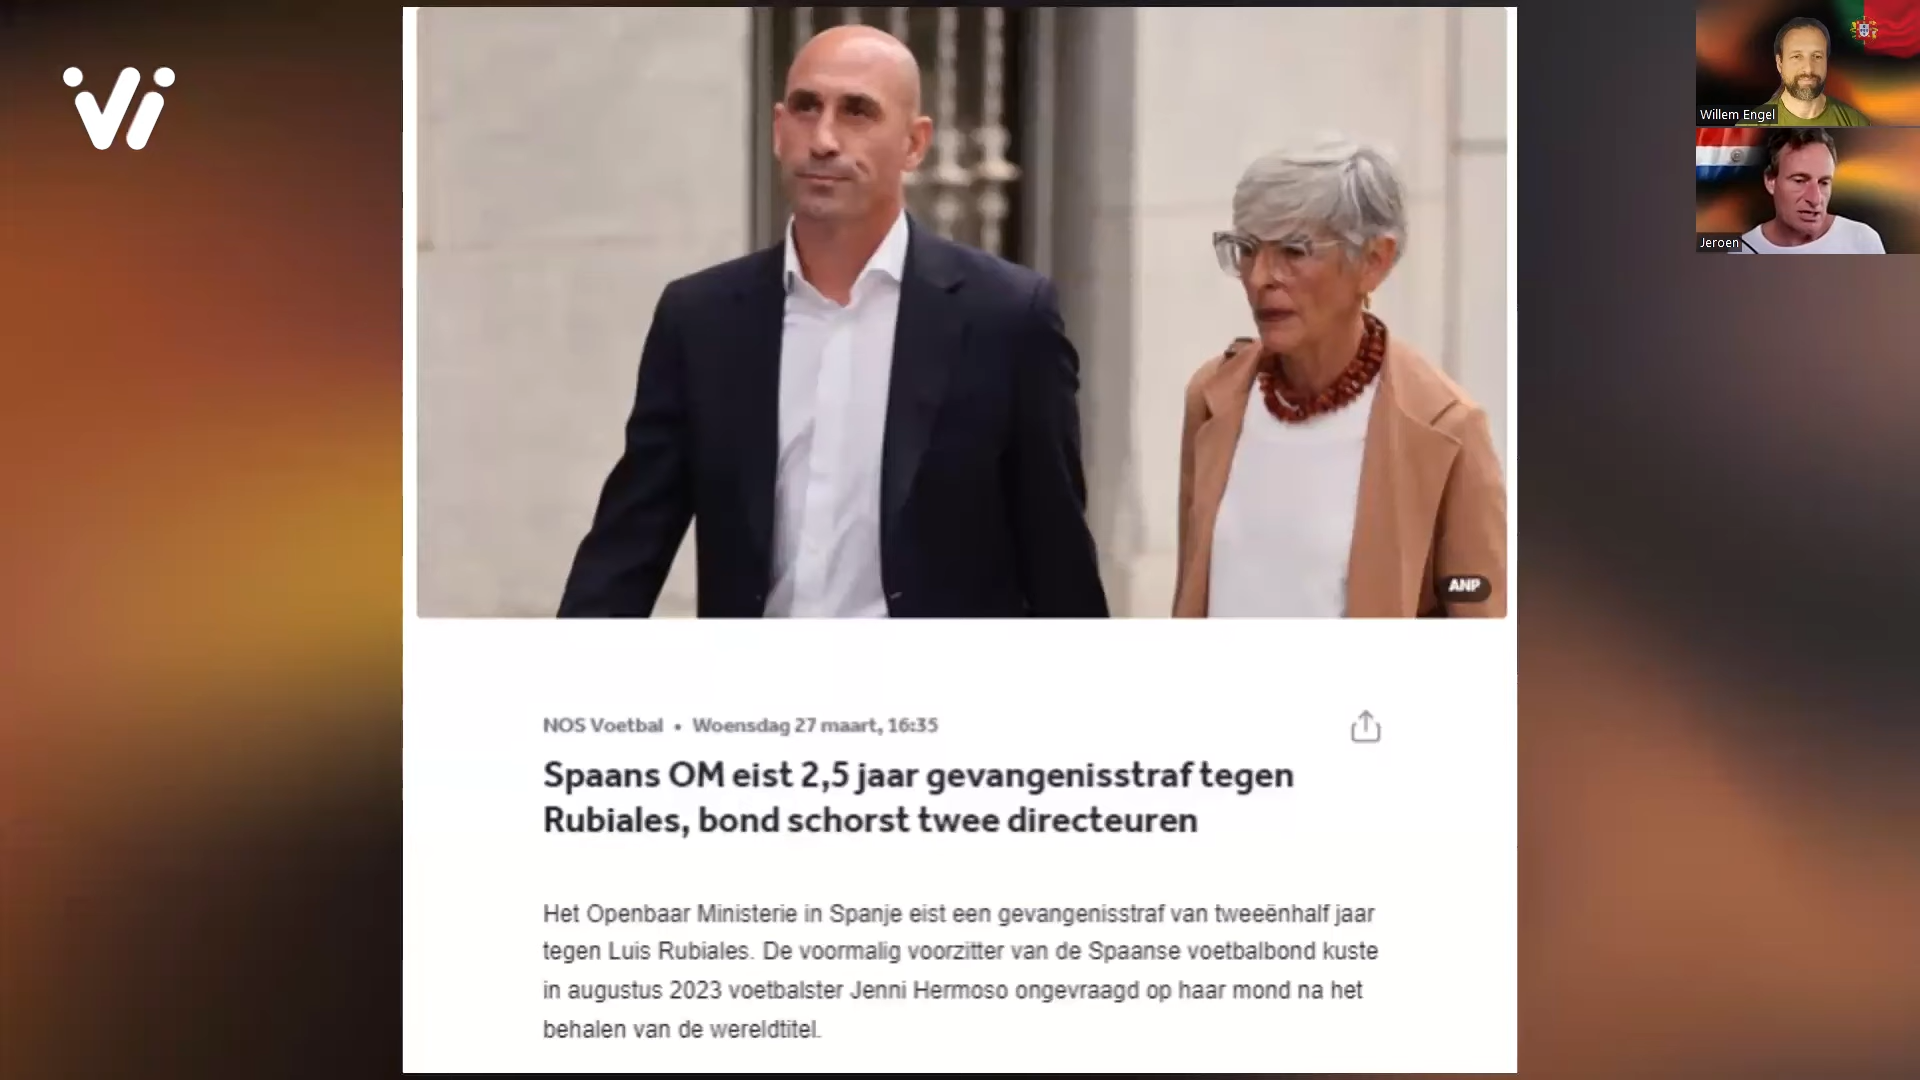 Vi
Willem Engel
Jeroen
ANP
NOS Voetbal • Woensdag 27 maart, 16:35
Spaans OM eist 2,5 jaar gevangenisstraf tegen
Rubiales, bond schorst twee directeuren
Het Openbaar Ministerie in Spanje eist een gevangenisstraf van tweeënhalf jaar
tegen Luis Rubiales. De voormalig voorzitter van de Spaanse voetbalbond kuste
in augustus 2023 voetbalster Jenni Hermoso ongevraagd op haar mond na het
behalen van de wereldtitel.